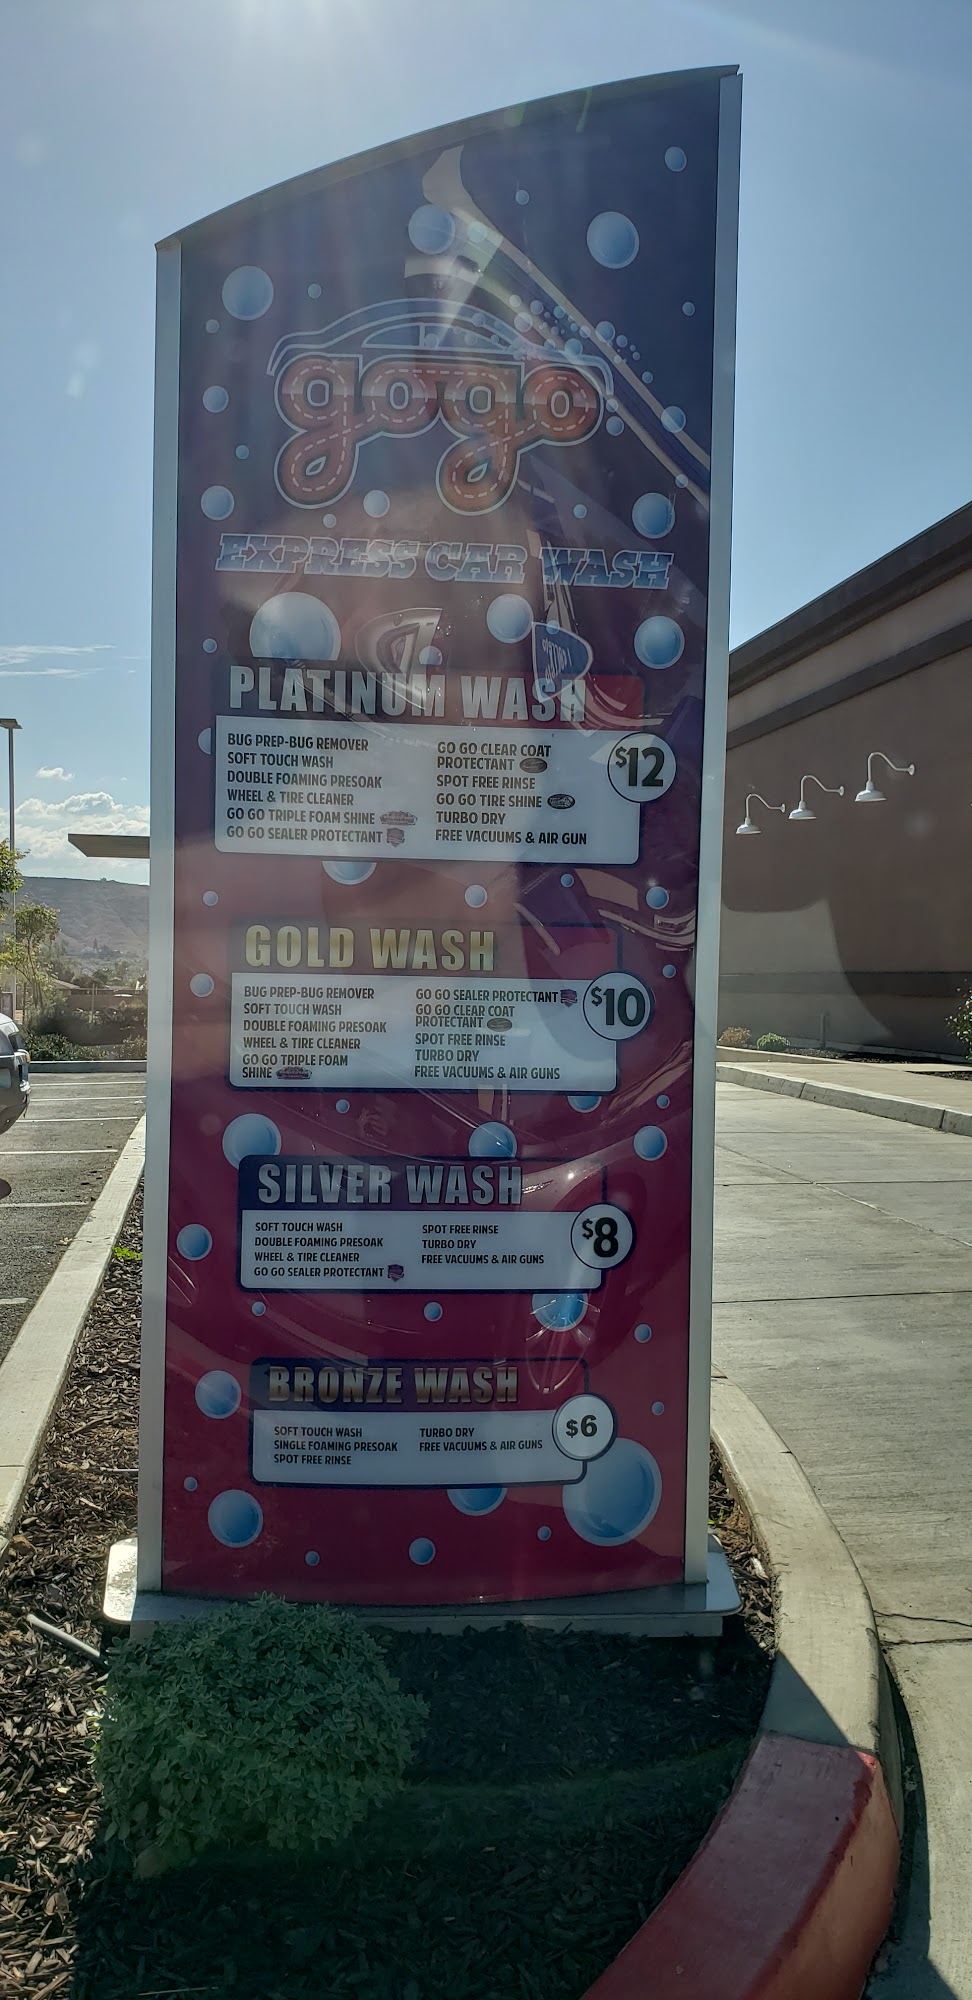 gogo
EXPRESS CAR WASH
PLATINUM WASH
$12
BUG PREP-BUG REMOVER
SOFT TOUCH WASH
DOUBLE FOAMING PRESOAK
WHEEL & TIRE CLEANER
GO GO TRIPLE FOAM SHINE
GO GO SEALER PROTECTANT
GO GO CLEAR COAT
PROTECTANT
SPOT FREE RINSE
GO GO TIRE SHINE
TURBO DRY
FREE VACUUMS & AIR GUN
GOLD WASH
$10
BUG PREP-BUG REMOVER
SOFT TOUCH WASH
DOUBLE FOAMING PRESOAK
WHEEL & TIRE CLEANER
GO GO TRIPLE FOAM
SHINE
GO GO SEALER PROTECTANT
GO GO CLEAR COAT
PROTECTANT
SPOT FREE RINSE
TURBO DRY
FREE VACUUMS & AIR GUNS
SILVER WASH
$8
SOFT TOUCH WASH
DOUBLE FOAMING PRESOAK
WHEEL & TIRE CLEANER
GO GO SEALER PROTECTANT
SPOT FREE RINSE
TURBO DRY
FREE VACUUMS & AIR GUNS
BRONZE WASH
$6
SOFT TOUCH WASH
SINGLE FOAMING PRESOAK
SPOT FREE RINSE
TURBO DRY
FREE VACUUMS & AIR GUNS